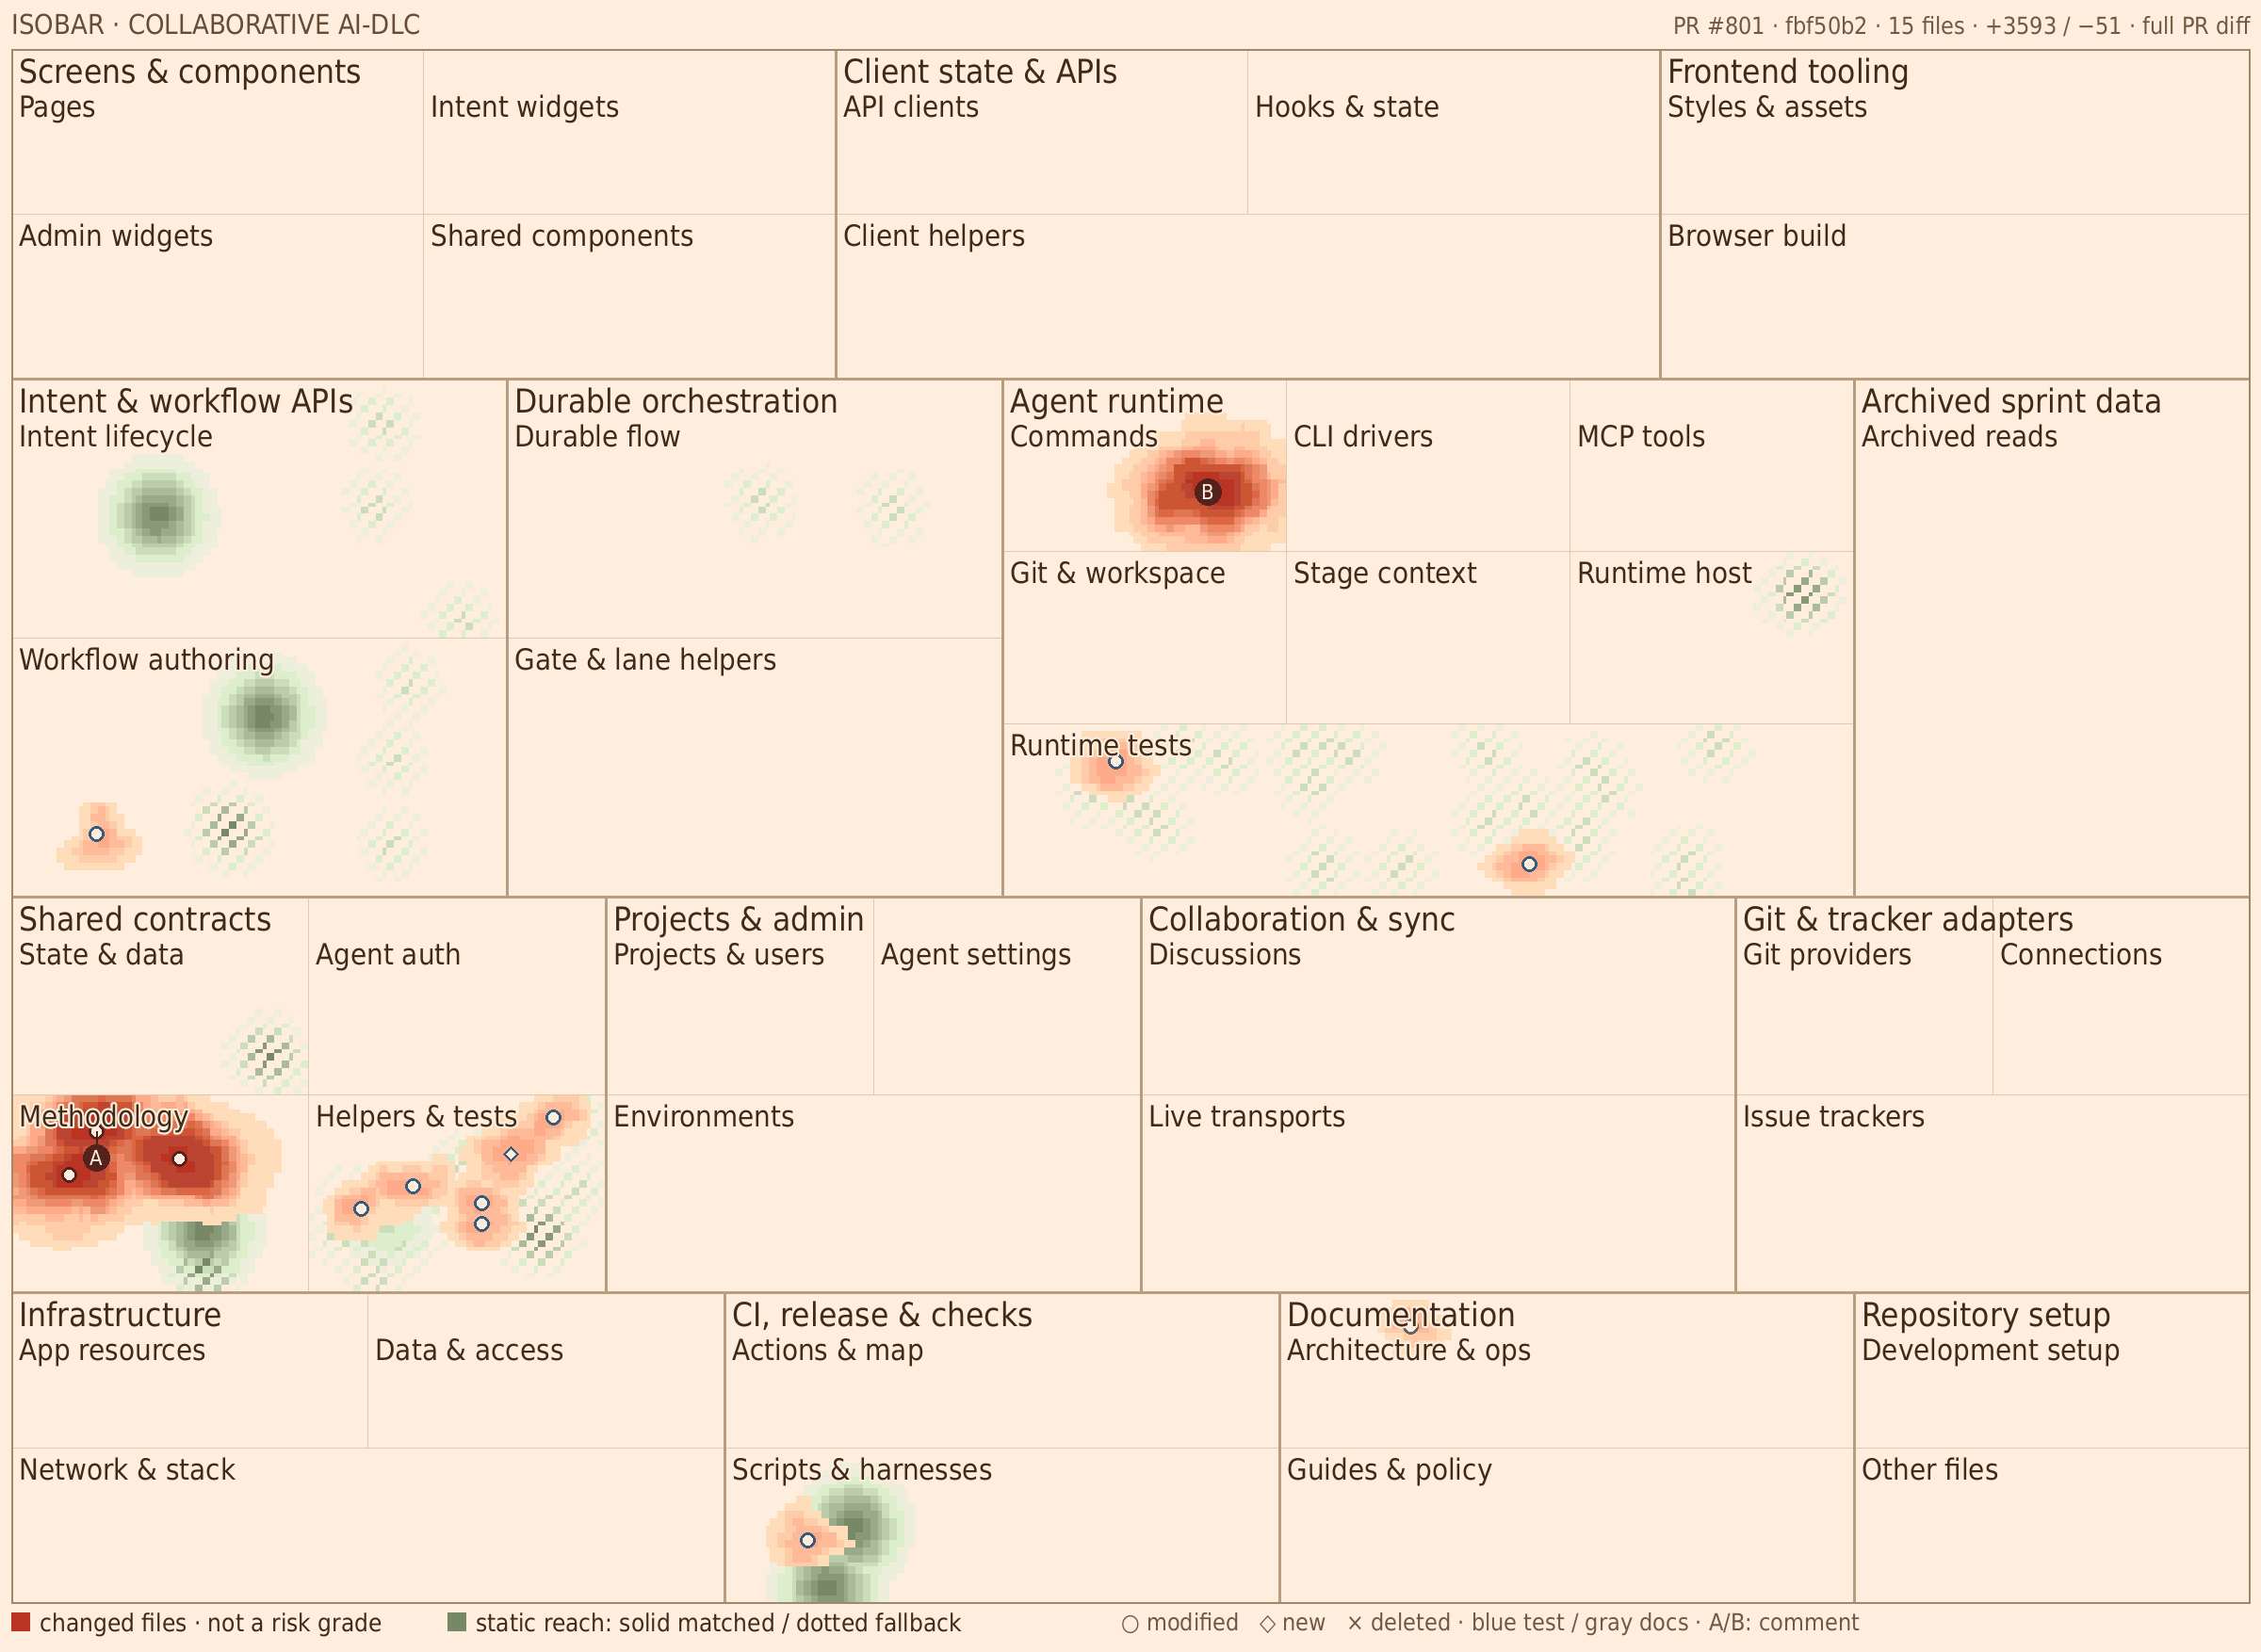 ISOBAR · COLLABORATIVE AI-DLC
PR #801 · fbf50b2 · 15 files · +3593 / −51 · full PR diff
Screens & components
Pages
Intent widgets
Client state & APIs
API clients
Hooks & state
Frontend tooling
Styles & assets
Admin widgets
Shared components
Client helpers
Browser build
Intent & workflow APIs
Intent lifecycle
Durable orchestration
Durable flow
Agent runtime
Commands
CLI drivers
MCP tools
Archived sprint data
Archived reads
B
Git & workspace
Stage context
Runtime host
Workflow authoring
Gate & lane helpers
Runtime tests
Shared contracts
State & data
Agent auth
Projects & admin
Projects & users
Agent settings
Collaboration & sync
Discussions
Git & tracker adapters
Git providers
Connections
Methodology
A
Helpers & tests
Environments
Live transports
Issue trackers
Infrastructure
App resources
Data & access
CI, release & checks
Actions & map
Documentation
Architecture & ops
Repository setup
Development setup
Network & stack
Scripts & harnesses
Guides & policy
Other files
changed files · not a risk grade
static reach: solid matched / dotted fallback
○ modified ◇ new × deleted · blue test / gray docs · A/B: comment